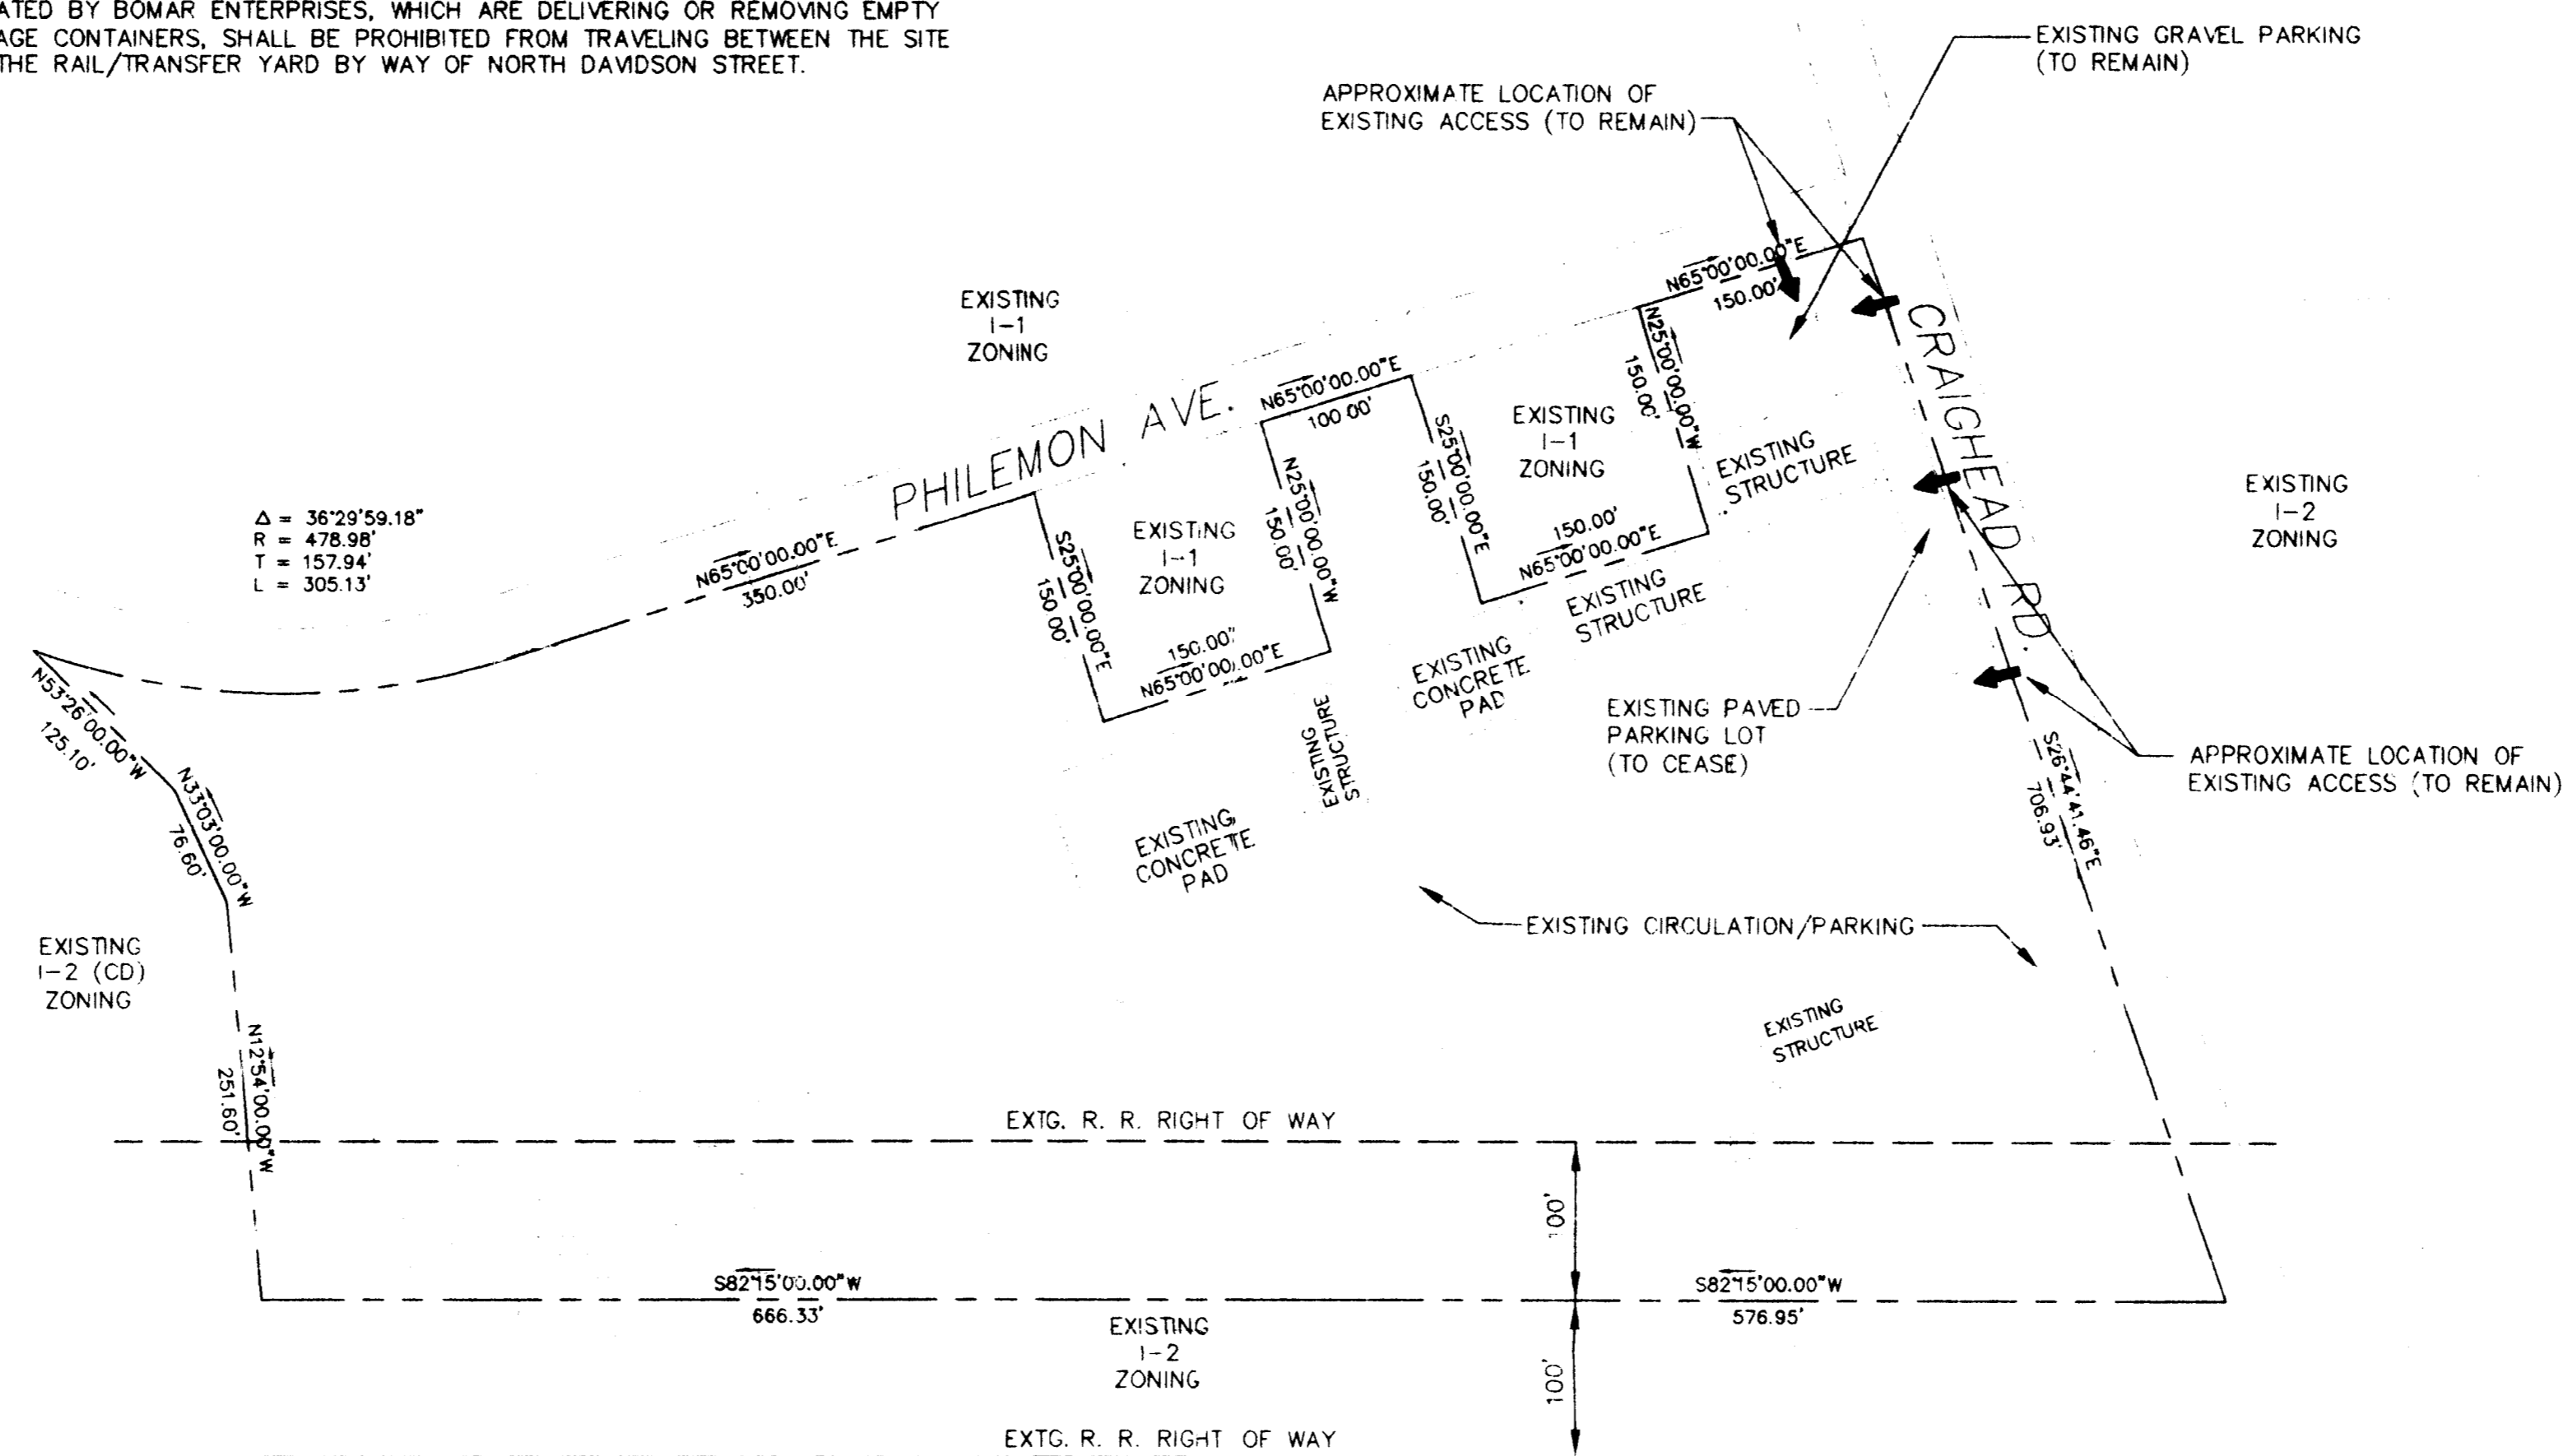 ATED BY BOMAR ENTERPRISES, WHICH ARE DELIVERING OR REMOVING EMPTY
AGE CONTAINERS, SHALL BE PROHIBITED FROM TRAVELING BETWEEN THE SITE
THE RAIL/TRANSFER YARD BY WAY OF NORTH DAVIDSON STREET.
EXISTING GRAVEL PARKING
(TO REMAIN)
APPROXIMATE LOCATION OF
EXISTING ACCESS (TO REMAIN)
N65°00'00.00"E
150.00'
EXISTING
I-1
ZONING
CRAIGHEAD RD.
N25°00'00.00"W
150.00'
PHILEMON AVE.
N65°00'00.00"E
100.00'
EXISTING
I-1
ZONING
S25°00'00.00"E
150.00'
EXISTING
STRUCTURE
EXISTING
I-2
ZONING
N25°00'00.00"W
150.00'
Δ = 36°29'59.18"
R = 478.98'
T = 157.94'
L = 305.13'
N65°00'00.00"E
350.00'
EXISTING
I-1
ZONING
S25°00'00.00"E
150.00'
150.00'
N65°00'00.00"E
EXISTING
STRUCTURE
150.00'
N65°00'00.00"E
EXISTING
CONCRETE
PAD
EXISTING
STRUCTURE
EXISTING PAVED
PARKING LOT
(TO CEASE)
APPROXIMATE LOCATION OF
EXISTING ACCESS (TO REMAIN)
S26°44'41.46"E
706.93'
N53°26'00.00"W
125.10'
N33°03'00.00"W
76.60'
EXISTING
CONCRETE
PAD
EXISTING CIRCULATION/PARKING
EXISTING
I-2 (CD)
ZONING
EXISTING
STRUCTURE
N12°54'00.00"W
251.60'
EXTG. R. R. RIGHT OF WAY
100'
S82°15'00.00"W
666.33'
S82°15'00.00"W
576.95'
EXISTING
I-2
ZONING
100'
EXTG. R. R. RIGHT OF WAY